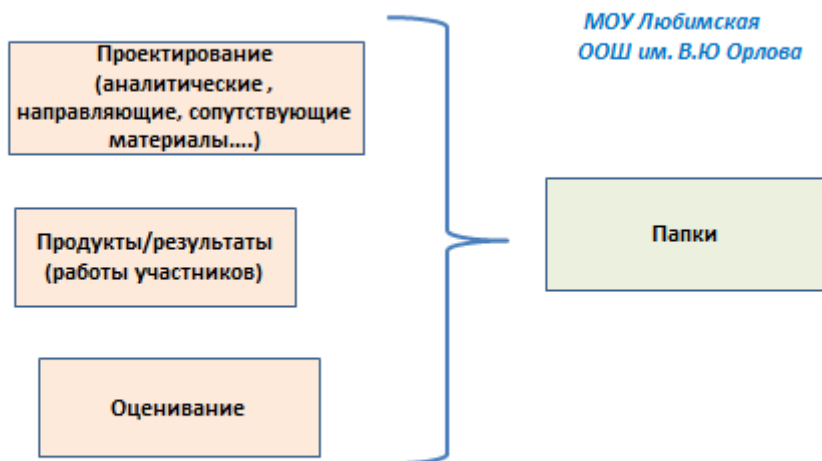 МОУ Любимская
ООШ им. В.Ю Орлова
Проектирование
(аналитические ,
направляющие, сопутствующие
материалы....)
Продукты/результаты
(работы участников)
Папки
Оценивание